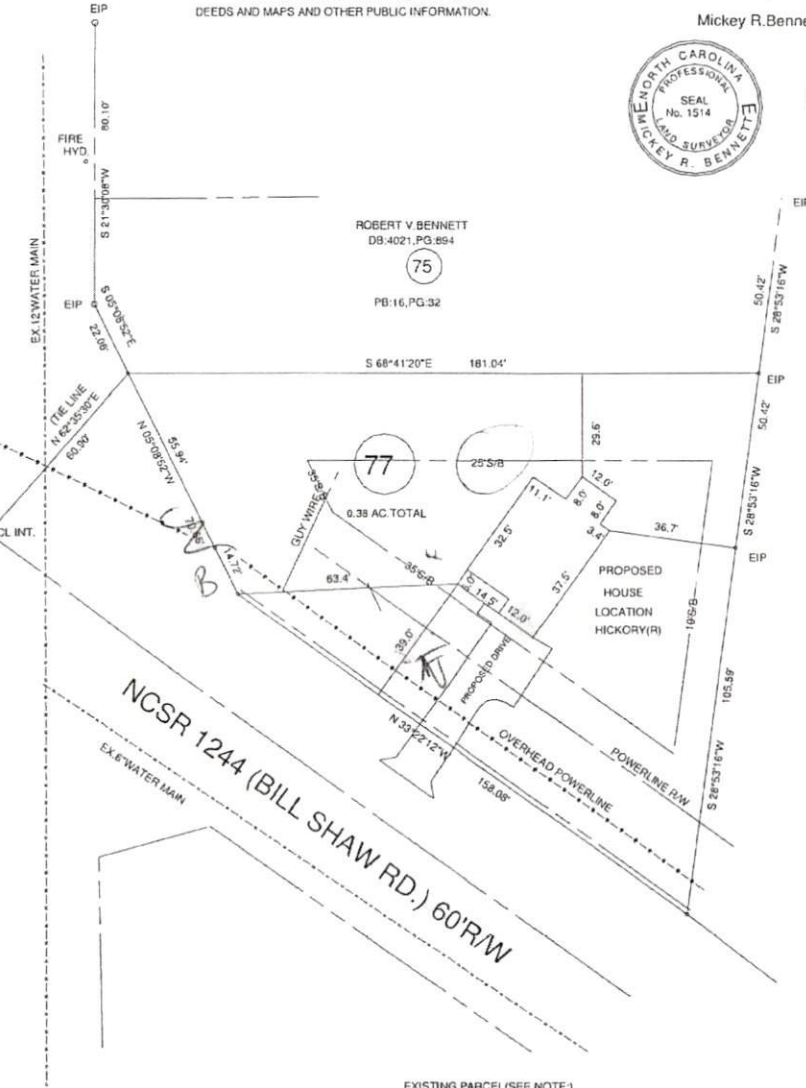 EIP
DEEDS AND MAPS AND OTHER PUBLIC INFORMATION.
Mickey R.Benne
NORTH CAROLINA
PROFESSIONAL
SEAL
No. 1514
LAND SURVEYOR
MICKEY R. BENNETT
FIRE
HYD.
S 21°30'08"W
EX.12'WATER MAIN
ROBERT V.BENNETT
DB:4021,PG:894
75
PB:16,PG:32
EIP
50.42'
S 28°53'16"W
EIP
S 05°08'52"E
22.06'
S 68°41'20"E 181.04'
EIP
(TIE LINE
N 62°35'30"E
60.00'
N 05°08'52"W
55.94'
29.6'
50.42'
S 28°53'16"W
77
25'S/B
0.38 AC.TOTAL
GUY WIRE
12.0'
11.1'
8.0'
8.0'
3.4'
32.5'
36.7'
EIP
CL INT.
14.72'
B
63.4'
35'S/B
37.5'
PROPOSED
HOUSE
LOCATION
HICKORY(R)
10'S/B
14.5'
12.0'
39.0'
PROPOSED DRIVE
105.59'
S 28°53'16"W
N 33°22'12"W
158.08'
OVERHEAD POWERLINE
POWERLINE R/W
NCSR 1244 (BILL SHAW RD.) 60'R/W
EX.6'WATER MAIN
EXISTING PARCEL(SEE NOTE:)